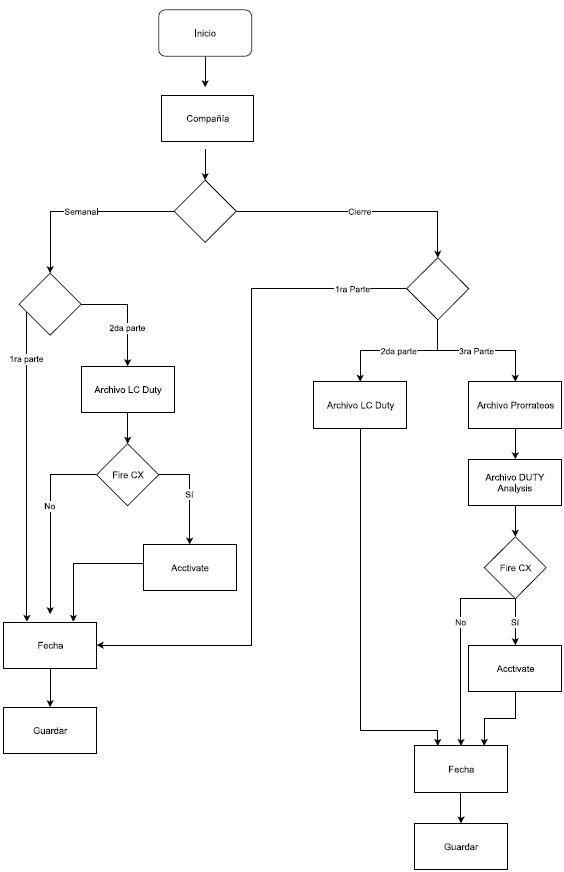 Inicio
Compañía
Semanal
Cierre
1ra Parte
2da parte
1ra parte
2da parte
3ra Parte
Archivo LC Duty
Archivo LC Duty
Archivo Prorrateos
Fire CX
Archivo DUTY
Analysis
Sí
No
Acctivate
Fire CX
No
Sí
Fecha
Acctivate
Guardar
Fecha
Guardar